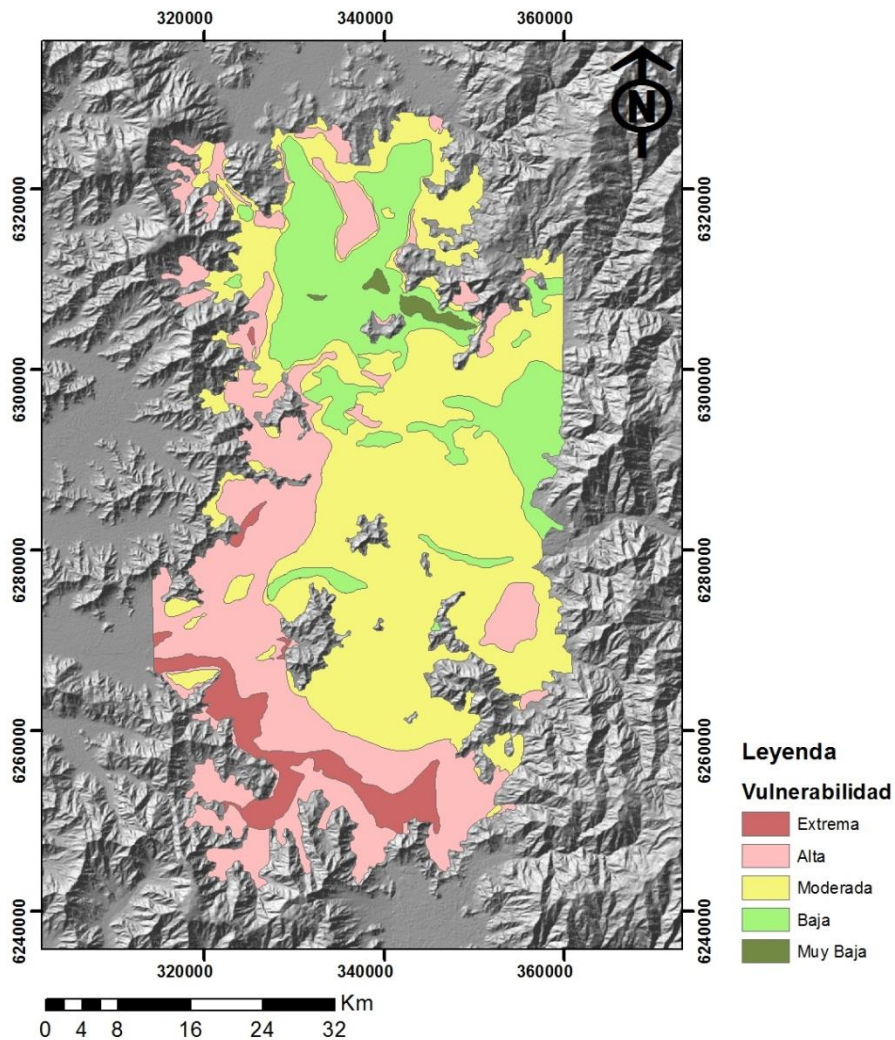 320000 340000 360000
N
6320000 6320000
6300000 6300000
6280000 6280000
6260000 6260000
6240000 6240000
320000 340000 360000
Leyenda
Vulnerabilidad
Extrema
Alta
Moderada
Baja
Muy Baja
Km
0 4 8 16 24 32